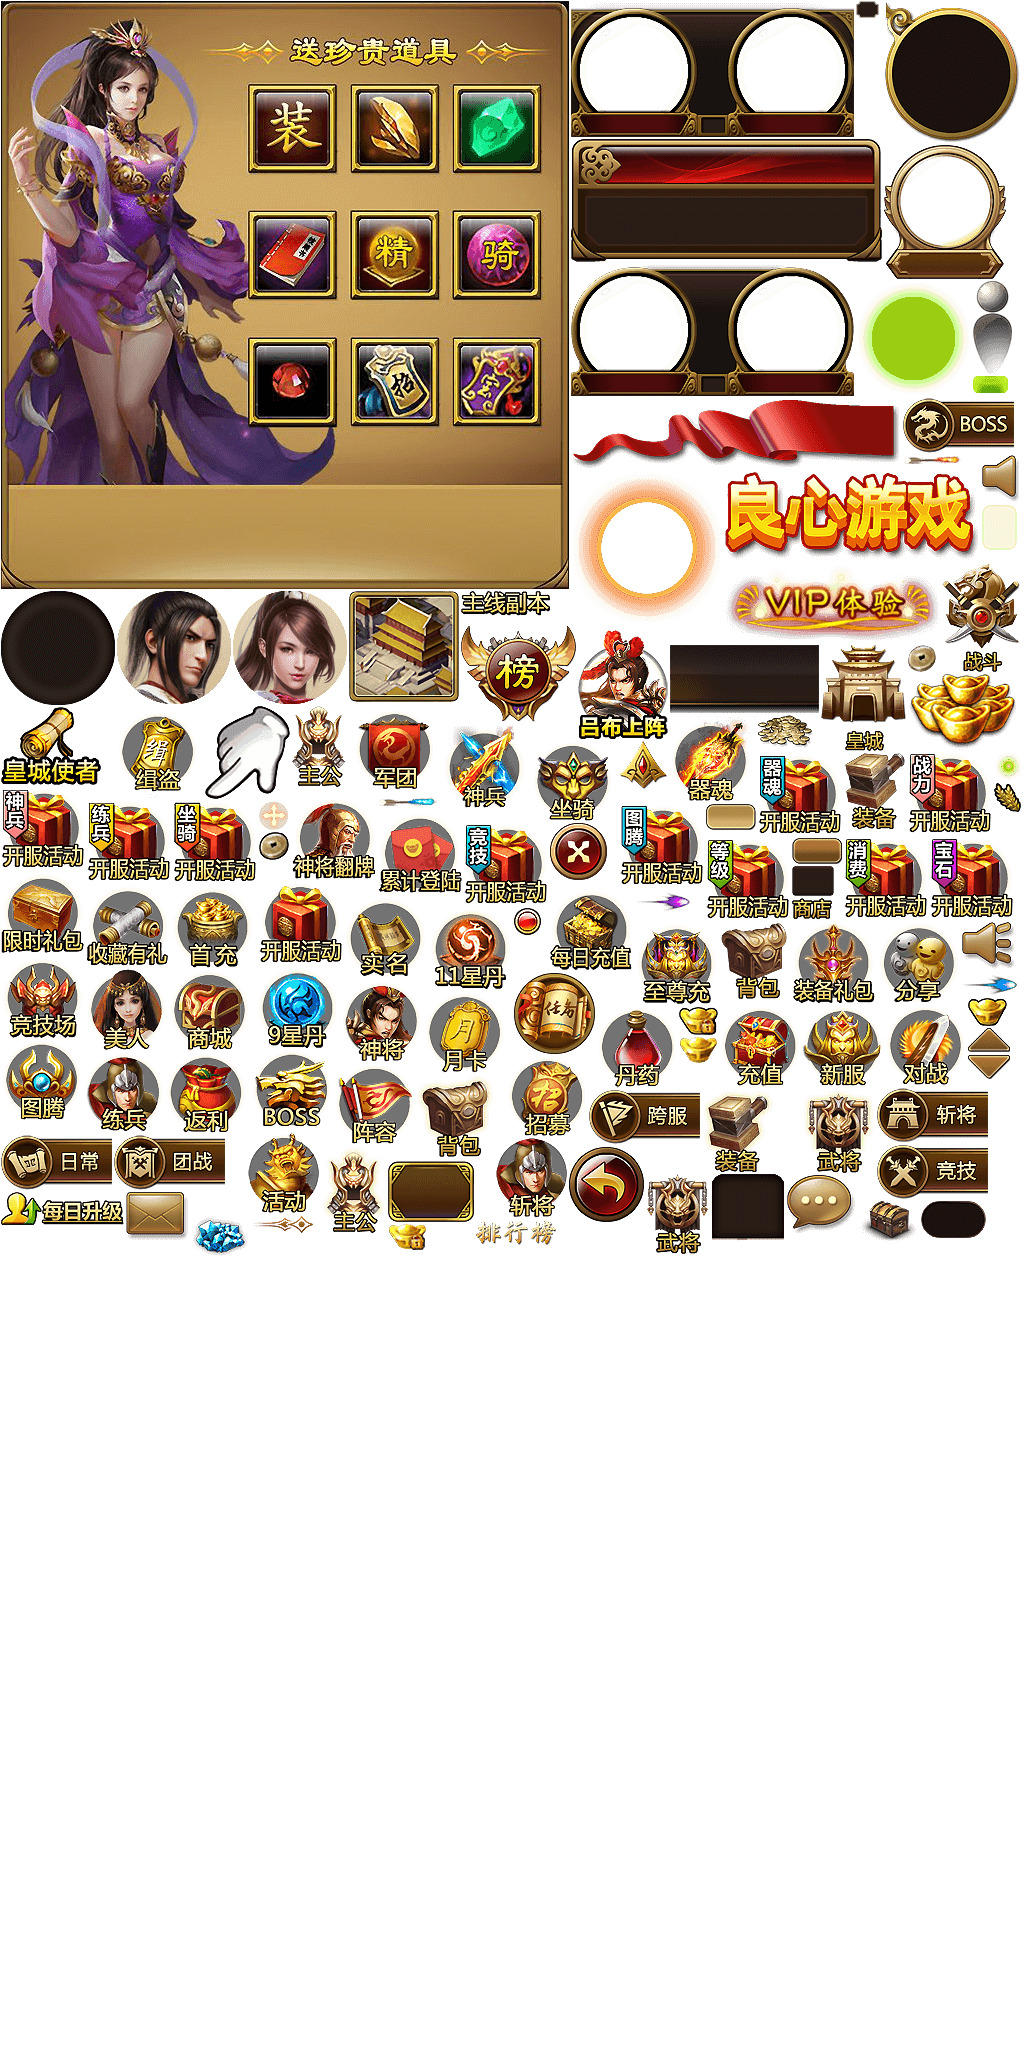 送珍贵道具
装
精
骑
招
BOSS
良心游戏
VIP体验
主线副本
榜
吕布上阵
战斗
皇城
皇城使者
缉
缉盗
主公
军团
神兵
坐骑
器魂
器魂
开服活动
装备
战力
开服活动
神兵
开服活动
练兵
开服活动
坐骑
开服活动
神将翻牌
累计登陆
竞技
开服活动
图腾
开服活动
等级
开服活动
商店
消费
开服活动
宝石
开服活动
限时礼包
收藏有礼
首充
开服活动
实名
11星丹
每日充值
至尊充
背包
装备礼包
分享
竞技场
美人
商城
9星丹
神将
月
月卡
任务
丹药
充值
新服
对战
图腾
练兵
返利
BOSS
阵容
背包
招
招募
跨服
装备
武将
斩将
日常
团战
活动
主公
斩将
武将
竞技
每日升级
排行榜